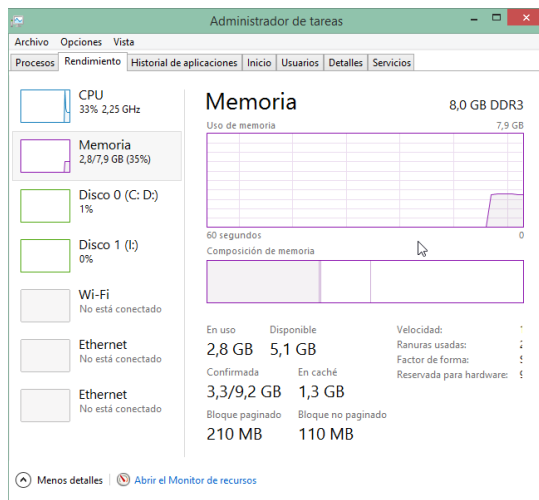 Administrador de tareas
Archivo Opciones Vista
Procesos Rendimiento Historial de aplicaciones Inicio Usuarios Detalles Servicios
CPU
33% 2,25 GHz
Memoria
2,8/7,9 GB (35%)
Disco 0 (C: D:)
1%
Disco 1 (I:)
0%
Wi-Fi
No está conectado
Ethernet
No está conectado
Ethernet
No está conectado
Memoria 8,0 GB DDR3
Uso de memoria 7,9 GB
60 segundos 0
Composición de memoria
En uso Disponible
2,8 GB 5,1 GB
Confirmada En caché
3,3/9,2 GB 1,3 GB
Bloque paginado Bloque no paginado
210 MB 110 MB
Velocidad:
Ranuras usadas:
Factor de forma:
Reservada para hardware:
Menos detalles Abrir el Monitor de recursos